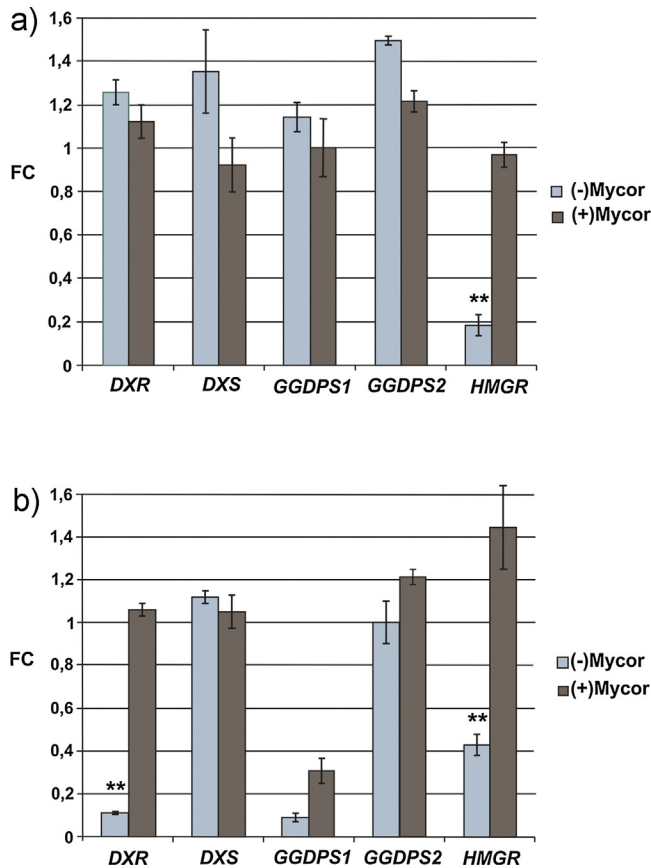 a)
1,6
1,4
1,2
1
0,8
0,6
0,4
0,2
0
FC
**
DXR DXS GGDPS1 GGDPS2 HMGR
(-)Mycor
(+)Mycor
b)
1,6
1,4
1,2
1
0,8
0,6
0,4
0,2
0
FC
**
**
DXR DXS GGDPS1 GGDPS2 HMGR
(-)Mycor
(+)Mycor